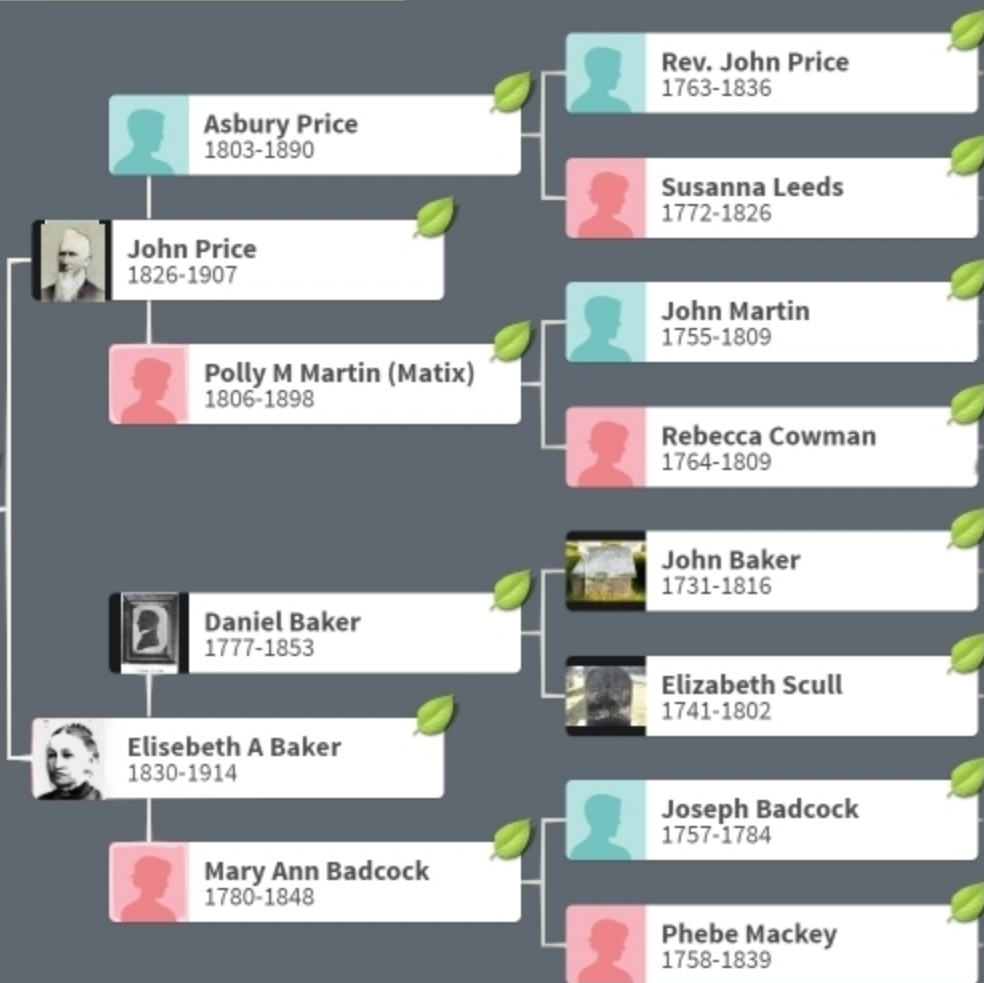 Rev. John Price
1763-1836
Asbury Price
1803-1890
Susanna Leeds
1772-1826
John Price
1826-1907
John Martin
1755-1809
Polly M Martin (Matix)
1806-1898
Rebecca Cowman
1764-1809
John Baker
1731-1816
Daniel Baker
1777-1853
Elizabeth Scull
1741-1802
Elisebeth A Baker
1830-1914
Joseph Badcock
1757-1784
Mary Ann Badcock
1780-1848
Phebe Mackey
1758-1839